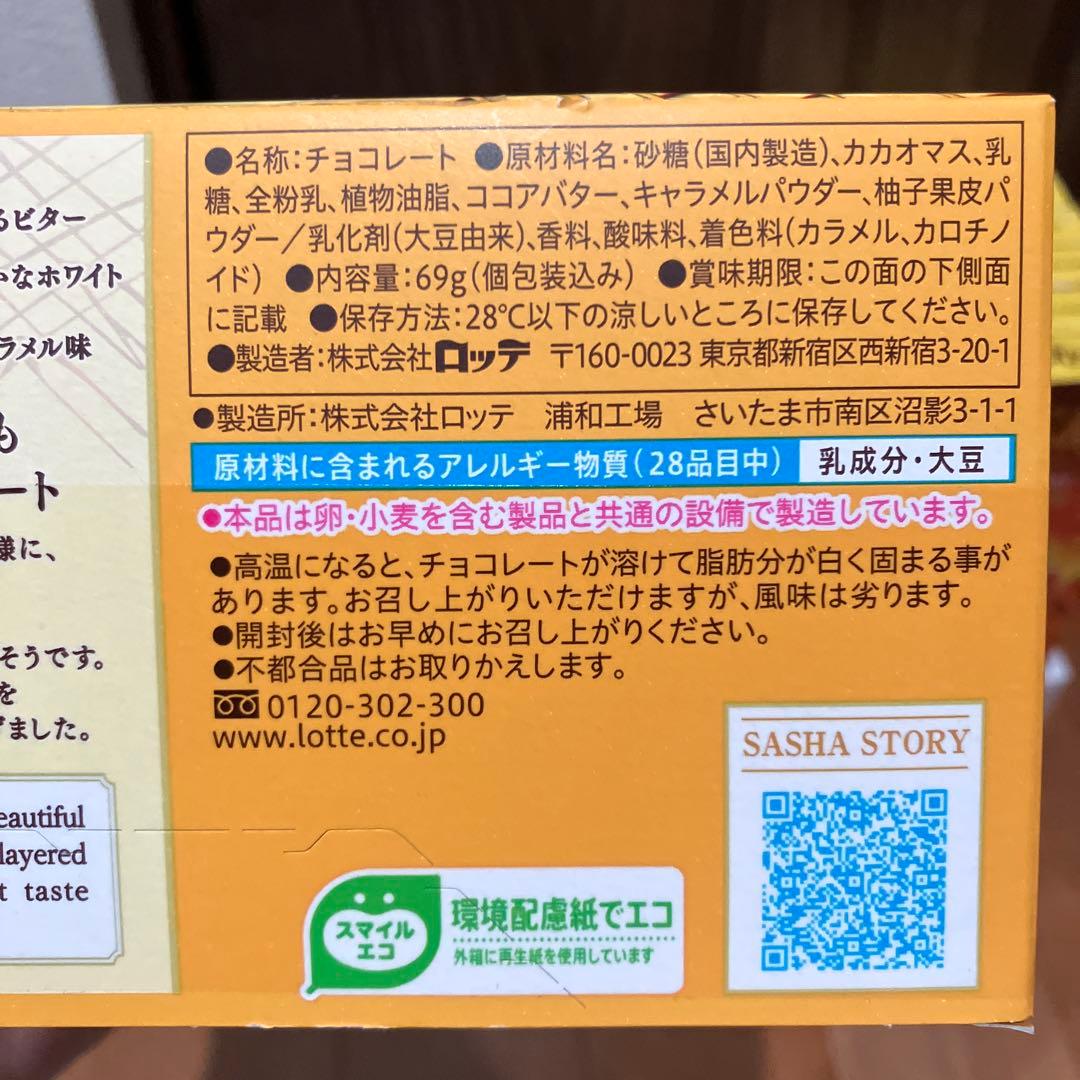 るビター
かなホワイト
ラメル味
も
ート
様に、
そうです。
を
げました。
eautiful
layered
t taste
●名称:チョコレート ●原材料名:砂糖(国内製造)、カカオマス、乳
糖、全粉乳、植物油脂、ココアバター、キャラメルパウダー、柚子果皮パ
ウダー/乳化剤(大豆由来)、香料、酸味料、着色料(カラメル、カロチノ
イド) ●内容量:69g(個包装込み) ●賞味期限:この面の下側面
に記載 ●保存方法:28℃以下の涼しいところに保存してください。
●製造者:株式会社ロッテ 〒160-0023 東京都新宿区西新宿3-20-1
●製造所:株式会社ロッテ 浦和工場 さいたま市南区沼影3-1-1
原材料に含まれるアレルギー物質(28品目中) 乳成分・大豆
●本品は卵・小麦を含む製品と共通の設備で製造しています。
●高温になると、チョコレートが溶けて脂肪分が白く固まる事が
あります。お召し上がりいただけますが、風味は劣ります。
●開封後はお早めにお召し上がりください。
●不都合品はお取りかえします。
0120-302-300
www.lotte.co.jp
SASHA STORY
スマイル
エコ
環境配慮紙でエコ
外箱に再生紙を使用しています